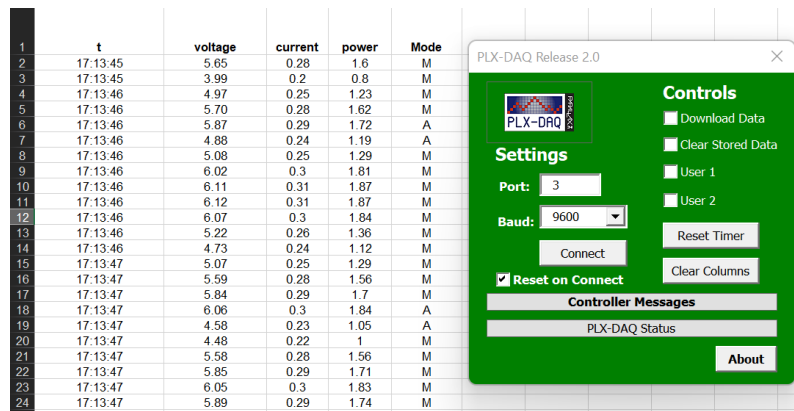 1 t voltage current power Mode
2 17:13:45 5.65 0.28 1.6 M
3 17:13:45 3.99 0.2 0.8 M
4 17:13:46 4.97 0.25 1.23 M
5 17:13:46 5.70 0.28 1.62 M
6 17:13:46 5.87 0.29 1.72 A
7 17:13:46 4.88 0.24 1.19 A
8 17:13:46 5.08 0.25 1.29 M
9 17:13:46 6.02 0.3 1.81 M
10 17:13:46 6.11 0.31 1.87 M
11 17:13:46 6.12 0.31 1.87 M
12 17:13:46 6.07 0.3 1.84 M
13 17:13:46 5.22 0.26 1.36 M
14 17:13:46 4.73 0.24 1.12 M
15 17:13:47 5.07 0.25 1.29 M
16 17:13:47 5.59 0.28 1.56 M
17 17:13:47 5.84 0.29 1.7 M
18 17:13:47 6.06 0.3 1.84 A
19 17:13:47 4.58 0.23 1.05 A
20 17:13:47 4.48 0.22 1 M
21 17:13:47 5.58 0.28 1.56 M
22 17:13:47 5.85 0.29 1.71 M
23 17:13:47 6.05 0.3 1.83 M
24 17:13:47 5.89 0.29 1.74 M
PLX-DAQ Release 2.0
PLX-DAQ
Settings
Port: 3
Baud: 9600
Connect
Reset on Connect
Controls
Download Data
Clear Stored Data
User 1
User 2
Reset Timer
Clear Columns
Controller Messages
PLX-DAQ Status
About